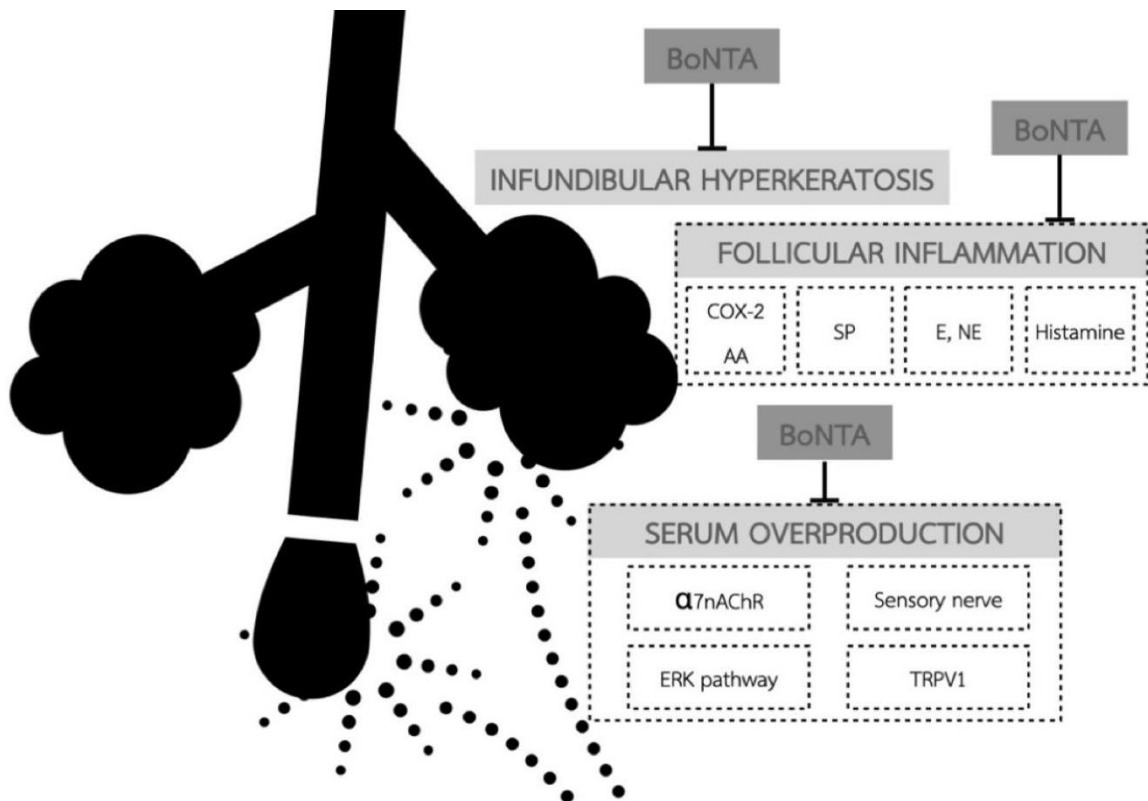 BoNTA
INFUNDIBULAR HYPERKERATOSIS
BoNTA
FOLLICULAR INFLAMMATION
COX-2
AA
SP
E, NE
Histamine
BoNTA
SERUM OVERPRODUCTION
α7nAChR
Sensory nerve
ERK pathway
TRPV1